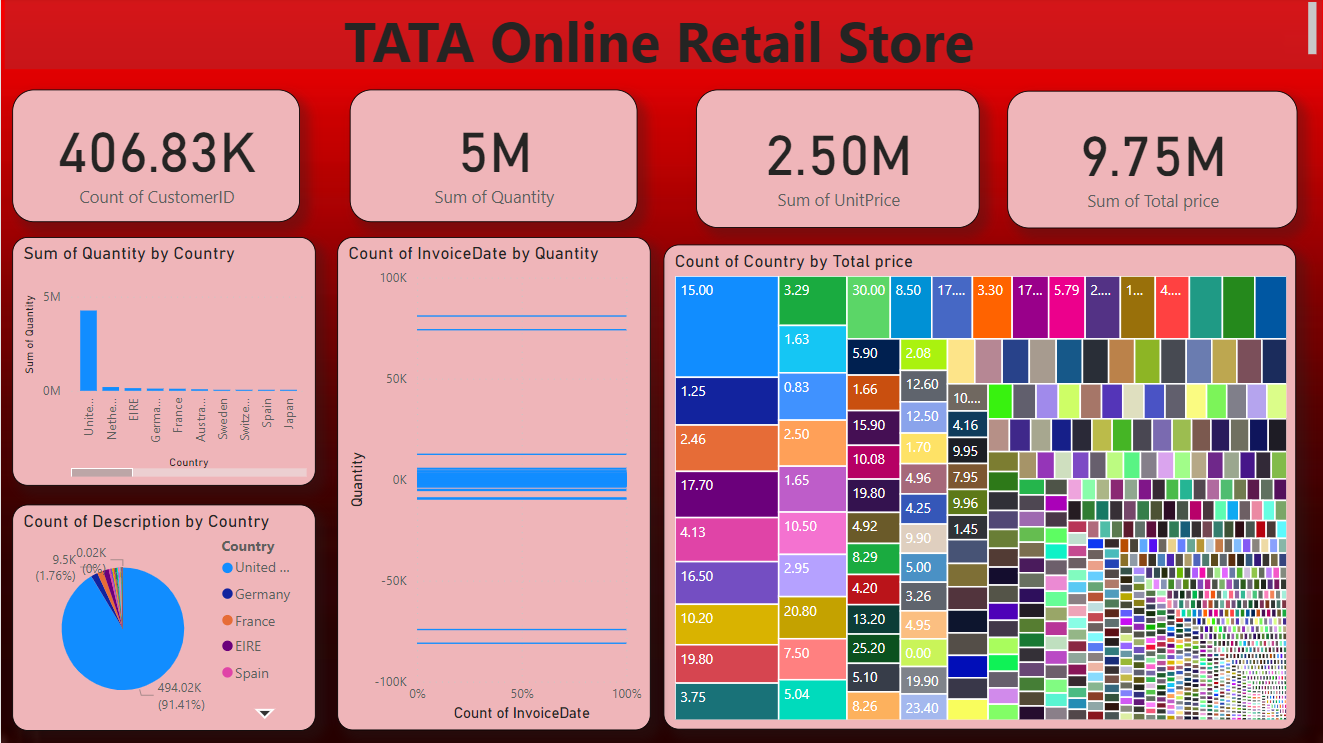 TATA Online Retail Store
406.83K
Count of CustomerID
5M
Sum of Quantity
2.50M
Sum of UnitPrice
9.75M
Sum of Total price
Sum of Quantity by Country
Sum of Quantity
5M
0M
Unite...
Nethe...
EIRE
Germa...
France
Austra...
Sweden
Switze...
Spain
Japan
Country
Count of Description by Country
9.5K
(1.76%)
0.02K
(0%)
494.02K
(91.41%)
Country
United ...
Germany
France
EIRE
Spain
Count of InvoiceDate by Quantity
Quantity
100K
50K
0K
-50K
-100K
0%
50%
100%
Count of InvoiceDate
Count of Country by Total price
15.00
1.25
2.46
17.70
4.13
16.50
10.20
19.80
3.75
3.29
1.63
0.83
2.50
1.65
10.50
2.95
20.80
7.50
5.04
30.00
8.50
17....
3.30
17...
5.79
2....
1...
4....
5.90
1.66
15.90
10.08
19.80
4.92
8.29
4.20
13.20
25.20
5.10
8.26
2.08
12.60
12.50
1.70
4.96
4.25
9.90
5.00
3.26
4.95
0.00
19.90
23.40
10....
4.16
9.95
7.95
9.96
1.45